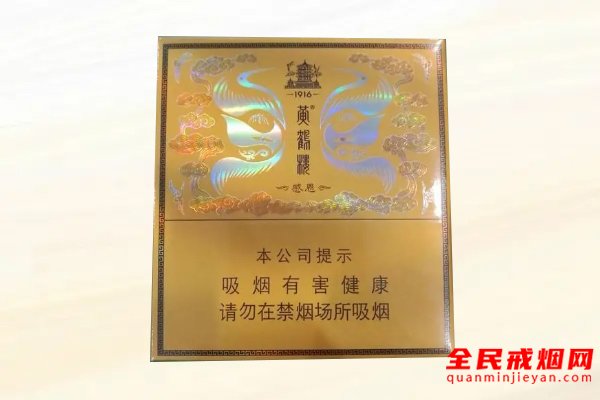 1916
黄鹤楼
感恩
本公司提示
吸烟有害健康
请勿在禁烟场所吸烟
全民戒烟网
quanminjieyan.com